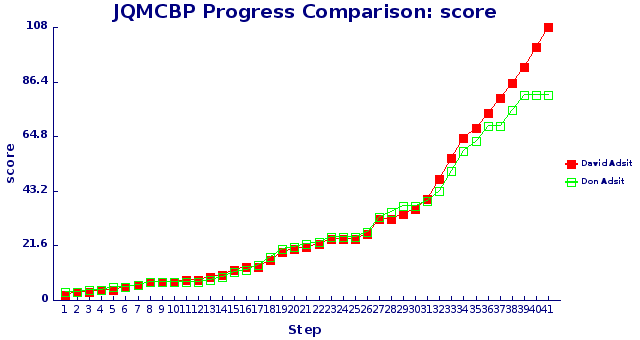 JQMCBP Progress Comparison: score
108
86.4
64.8
43.2
21.6
0
score
1 2 3 4 5 6 7 8 9 10 11 12 13 14 15 16 17 18 19 20 21 22 23 24 25 26 27 28 29 30 31 32 33 34 35 36 37 38 39 40 41
Step
David Adsit
Don Adsit